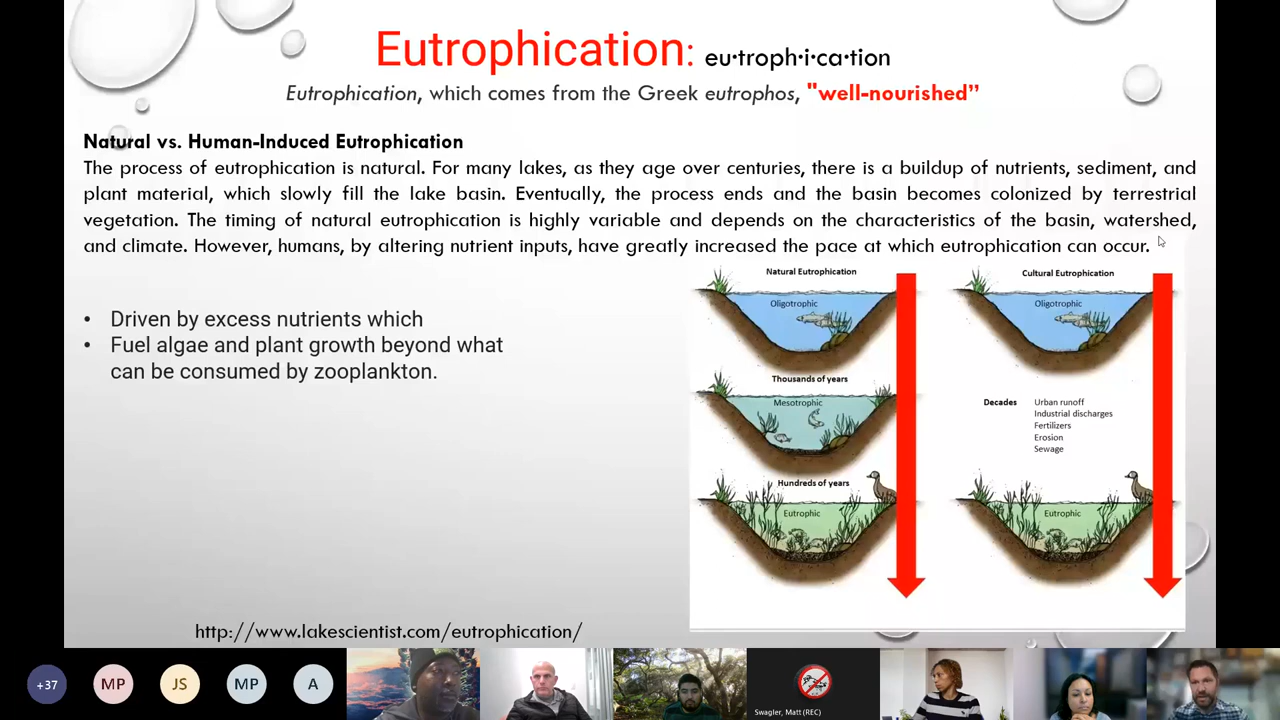 Eutrophication: eu·troph·i·ca·tion
Eutrophication, which comes from the Greek eutrophos, "well-nourished”
Natural vs. Human-Induced Eutrophication
The process of eutrophication is natural. For many lakes, as they age over centuries, there is a buildup of nutrients, sediment, and
plant material, which slowly fill the lake basin. Eventually, the process ends and the basin becomes colonized by terrestrial
vegetation. The timing of natural eutrophication is highly variable and depends on the characteristics of the basin, watershed,
and climate. However, humans, by altering nutrient inputs, have greatly increased the pace at which eutrophication can occur.
• Driven by excess nutrients which
• Fuel algae and plant growth beyond what
can be consumed by zooplankton.
Natural Eutrophication
Oligotrophic
Thousands of years
Mesotrophic
Hundreds of years
Eutrophic
Cultural Eutrophication
Oligotrophic
Decades
Urban runoff
Industrial discharges
Fertilizers
Erosion
Sewage
Eutrophic
http://www.lakescientist.com/eutrophication/
+37
MP
JS
MP
A
Swagler, Matt (REC)